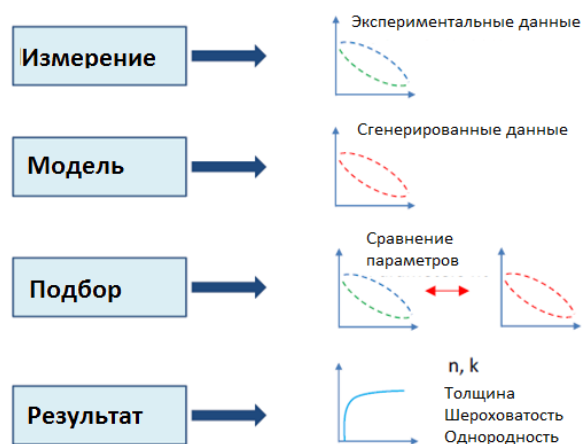 Экспериментальные данные
Измерение
Сгенерированные данные
Модель
Сравнение
параметров
Подбор
n, k
Толщина
Результат
Шероховатость
Однородность